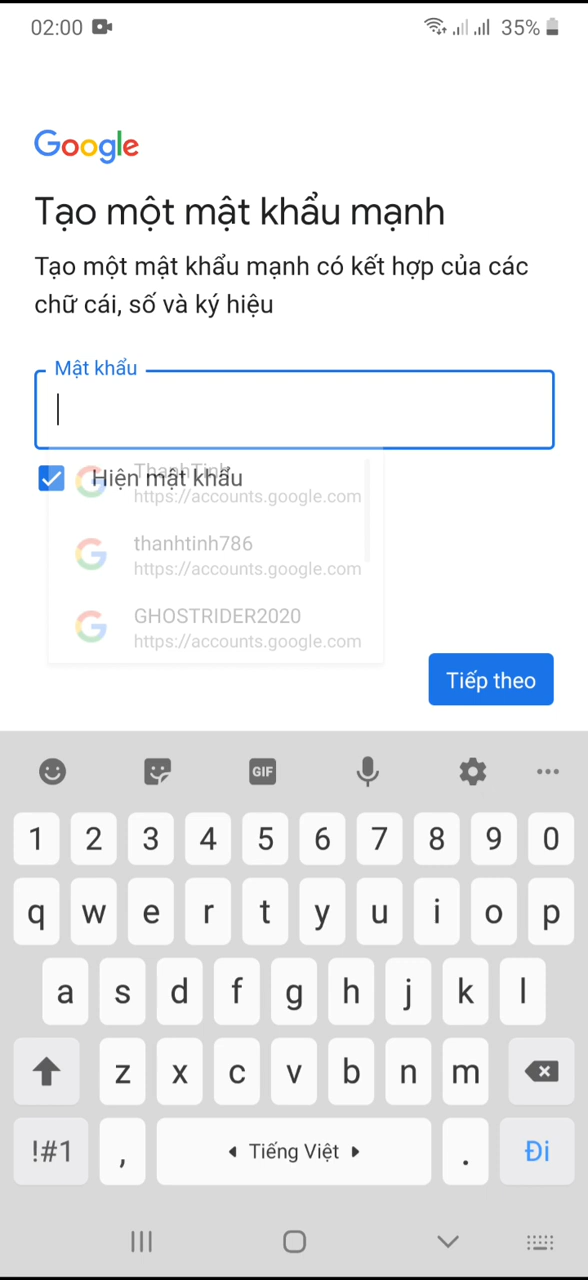 02:00
35%
Google
Tạo một mật khẩu mạnh
Tạo một mật khẩu mạnh có kết hợp của các
chữ cái, số và ký hiệu
Mật khẩu
ThanhTinh
Hiện mật khẩu
https://accounts.google.com
thanhtinh786
https://accounts.google.com
GHOSTRIDER2020
https://accounts.google.com
Tiếp theo
GIF
1 2 3 4 5 6 7 8 9 0
q w e r t y u i o p
a s d f g h j k l
z x c v b n m
!#1 , Tiếng Việt . Đi